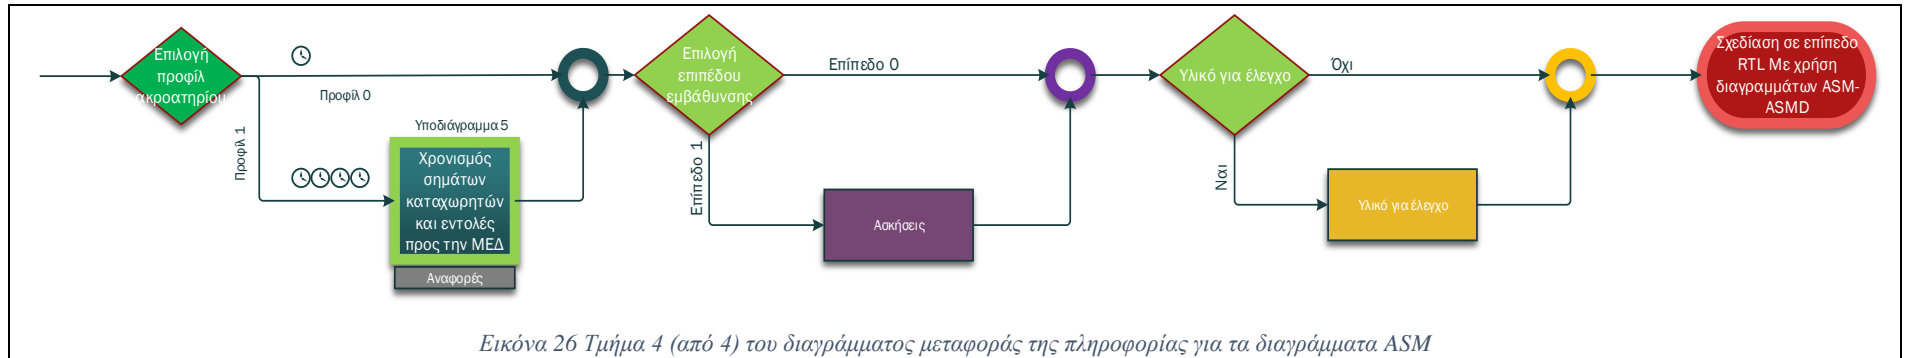 Επιλογή
προφίλ
ακροατηρίου
Προφίλ 0
Προφίλ 1
Υποδιάγραμμα 5
Χρονισμός
σημάτων
καταχωρητών
και εντολές
προς την ΜΕΔ
Αναφορές
Επιλογή
επιπέδου
εμβάθυνσης
Επίπεδο 0
Επίπεδο 1
Ασκήσεις
Υλικό για έλεγχο
Όχι
Ναι
Υλικό για έλεγχο
Σχεδίαση σε επίπεδο
RTL Με χρήση
διαγραμμάτων ASM-
ASMD
Εικόνα 26 Τμήμα 4 (από 4) του διαγράμματος μεταφοράς της πληροφορίας για τα διαγράμματα ASM